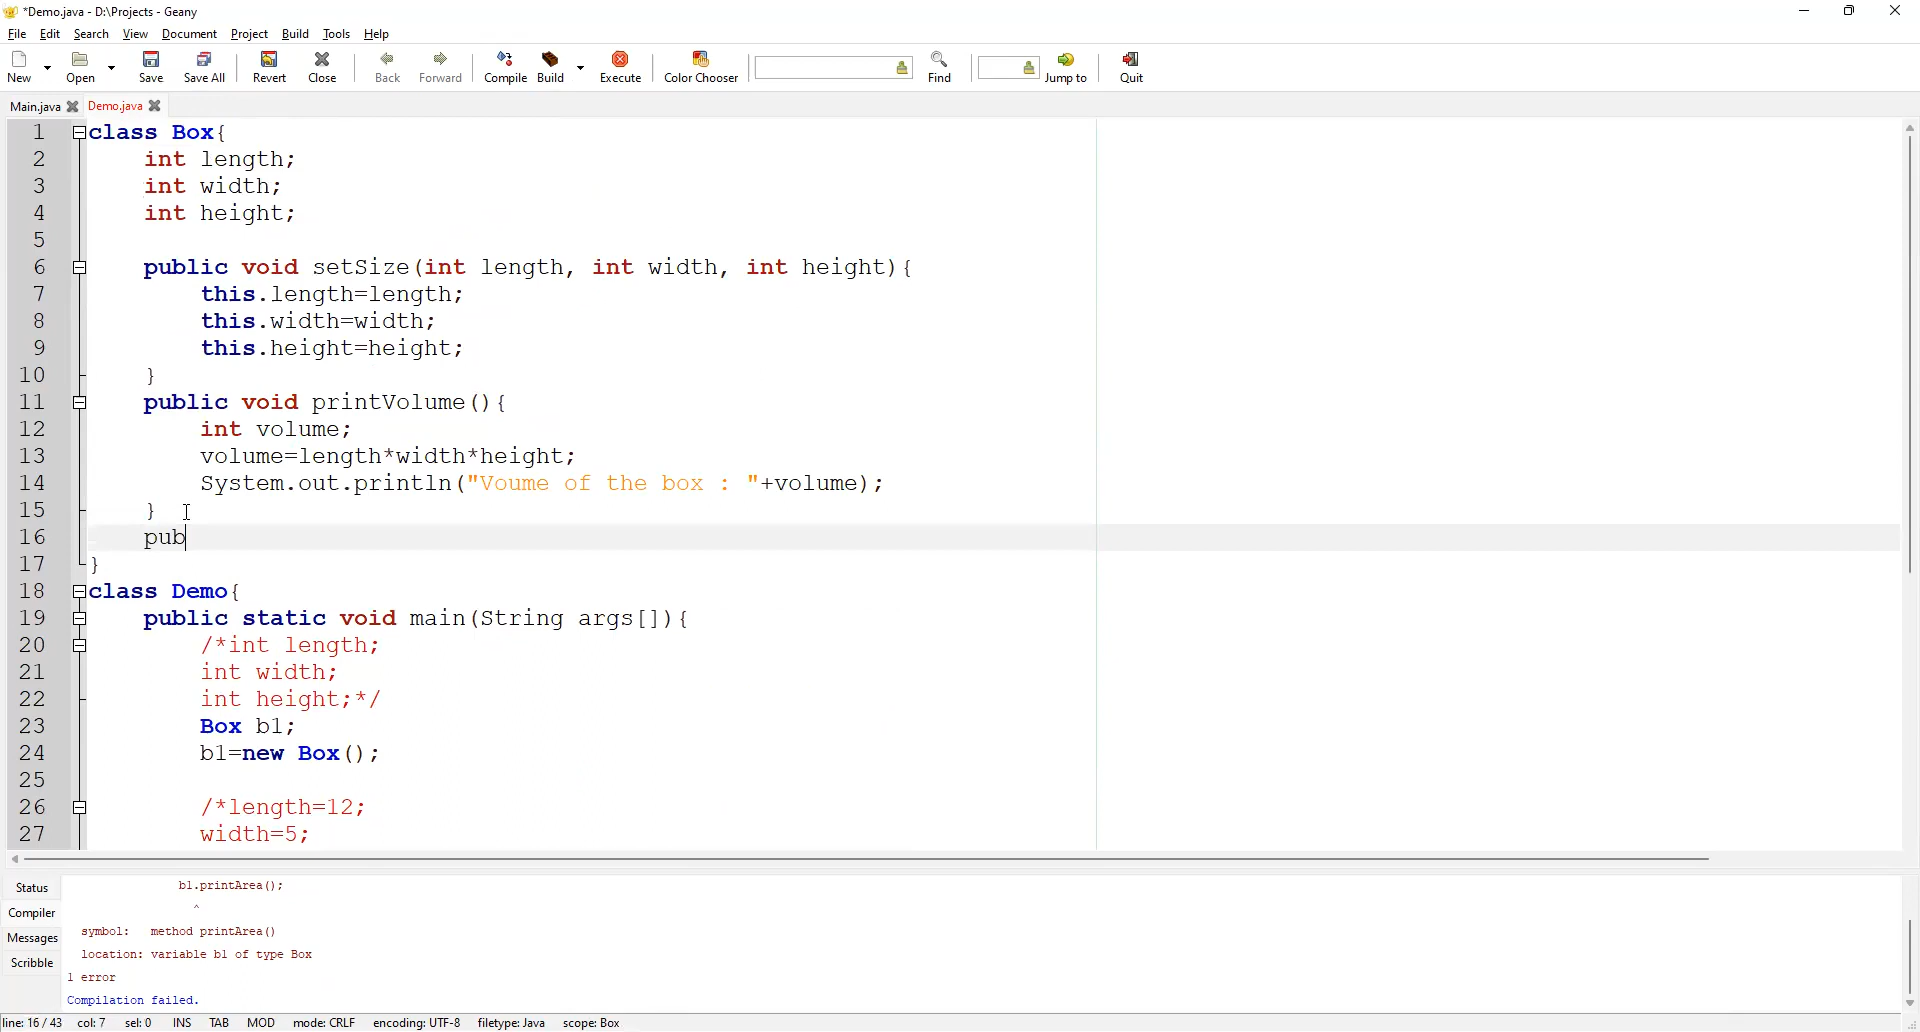 *Demo.java - D:\Projects - Geany
File Edit Search View Document Project Build Tools Help
New Open Save Save All Revert Close Back Forward Compile Build Execute Color Chooser Find Jump to Quit
Main.java Demo.java
1 class Box{
2 int length;
3 int width;
4 int height;
5
6 public void setSize(int length, int width, int height){
7 this.length=length;
8 this.width=width;
9 this.height=height;
10 }
11 public void printVolume(){
12 int volume;
13 volume=length*width*height;
14 System.out.println("Voume of the box : "+volume);
15 }
16 pub
17 }
18 class Demo{
19 public static void main(String args[]){
20 /*int length;
21 int width;
22 int height;*/
23 Box b1;
24 b1=new Box();
25
26 /*length=12;
27 width=5;
Status
Compiler
Messages
Scribble
b1.printArea();
^
symbol: method printArea()
location: variable b1 of type Box
1 error
Compilation failed.
line: 16 / 43 col: 7 sel: 0 INS TAB MOD mode: CRLF encoding: UTF-8 filetype: Java scope: Box